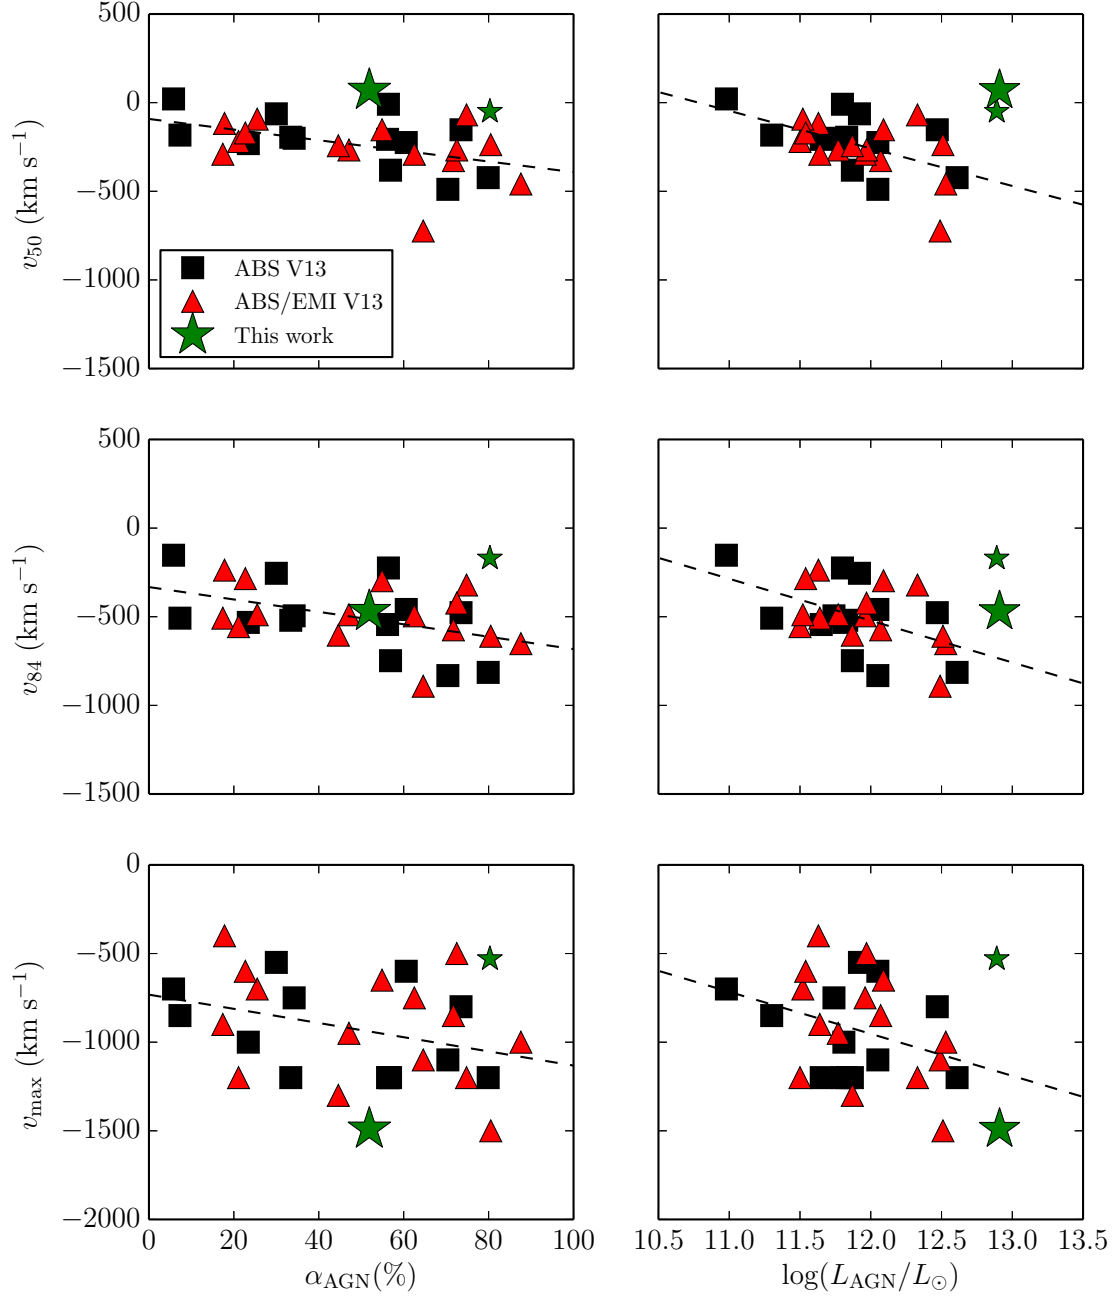 500
0
−500
−1000
−1500
v50 (km s−1)
ABS V13
ABS/EMI V13
This work
500
0
−500
−1000
−1500
v84 (km s−1)
0
−500
−1000
−1500
−2000
vmax (km s−1)
0 20 40 60 80 100
αAGN(%)
10.5 11.0 11.5 12.0 12.5 13.0 13.5
log(LAGN/L⊙)